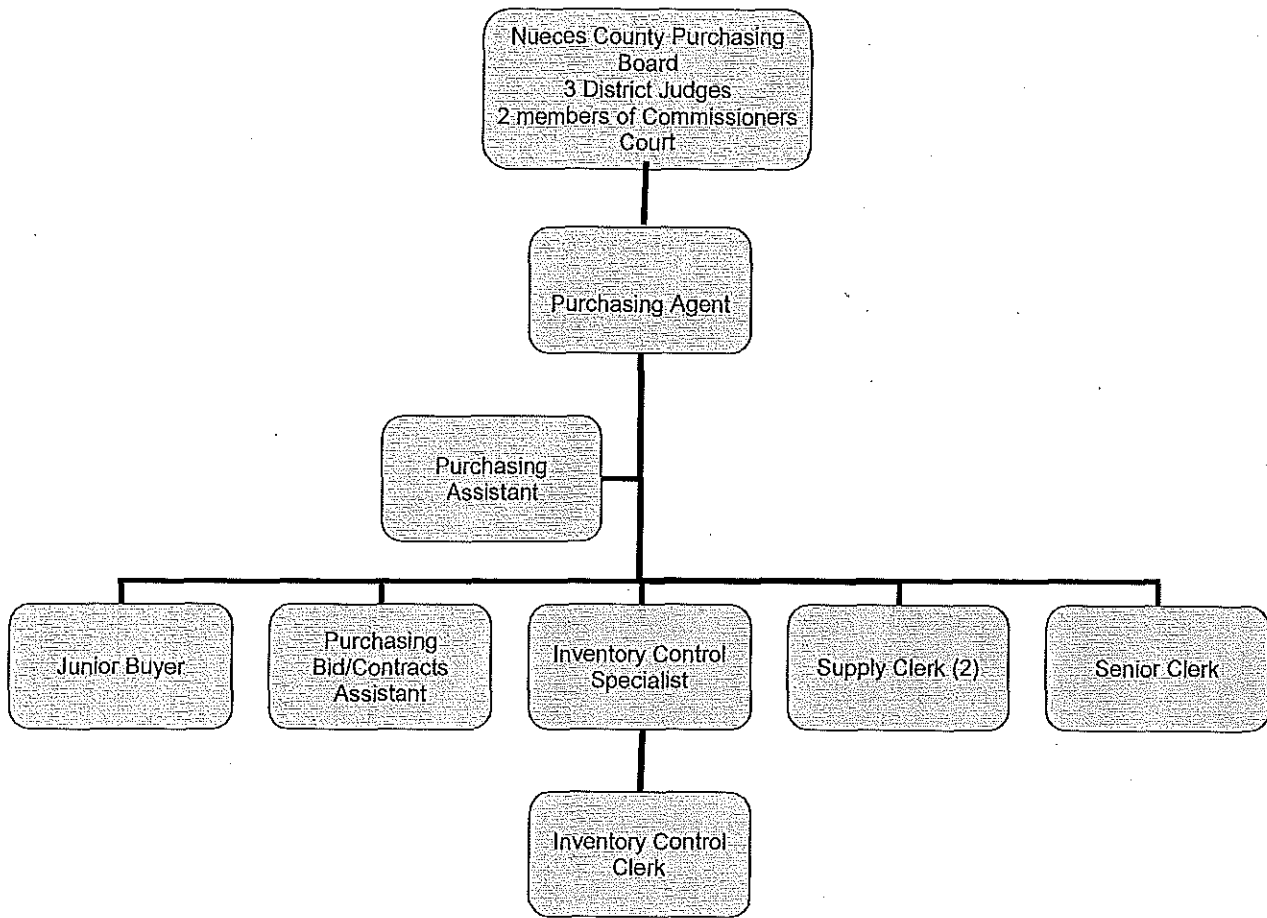 Nueces County Purchasing
Board
3 District Judges
2 members of Commissioners
Court
Purchasing Agent
Purchasing
Assistant
Junior Buyer
Purchasing
Bid/Contracts
Assistant
Inventory Control
Specialist
Supply Clerk (2)
Senior Clerk
Inventory Control
Clerk